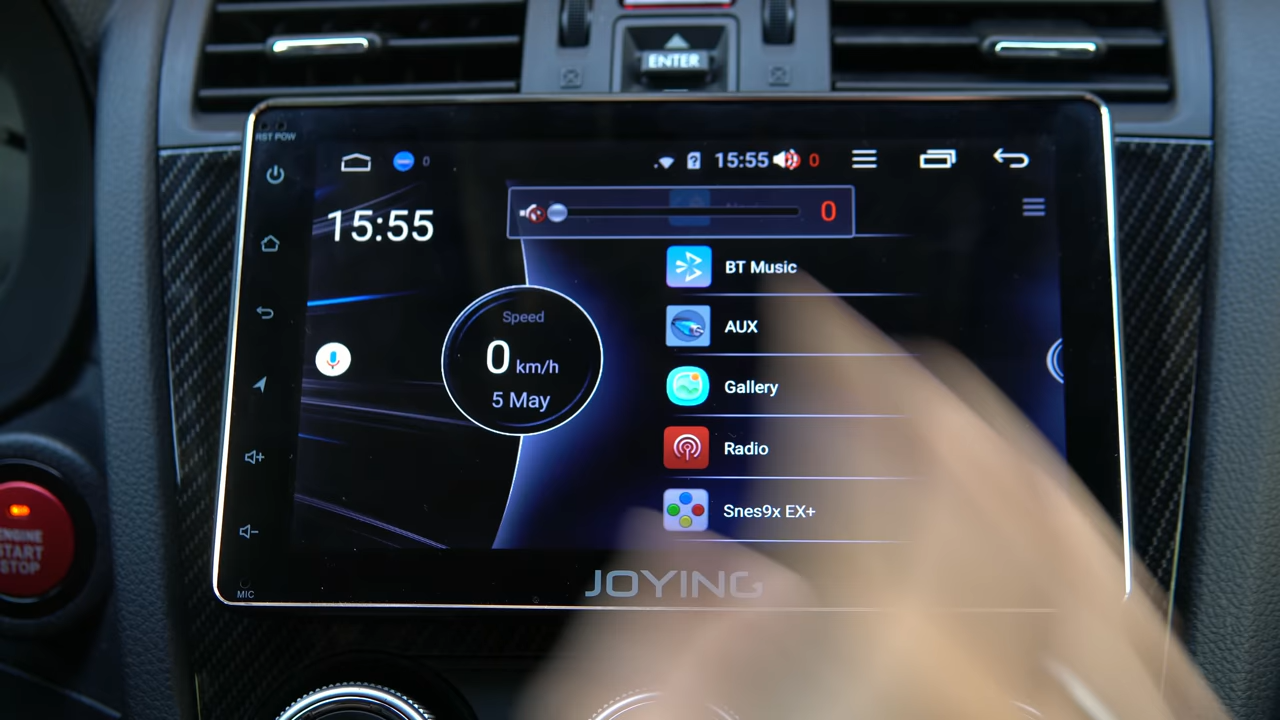 ENTER
RST POW
0
15:55
0
15:55
0
BT Music
Speed
0 km/h
5 May
AUX
Gallery
Radio
Snes9x EX+
ENGINE
START
STOP
MIC
JOYING